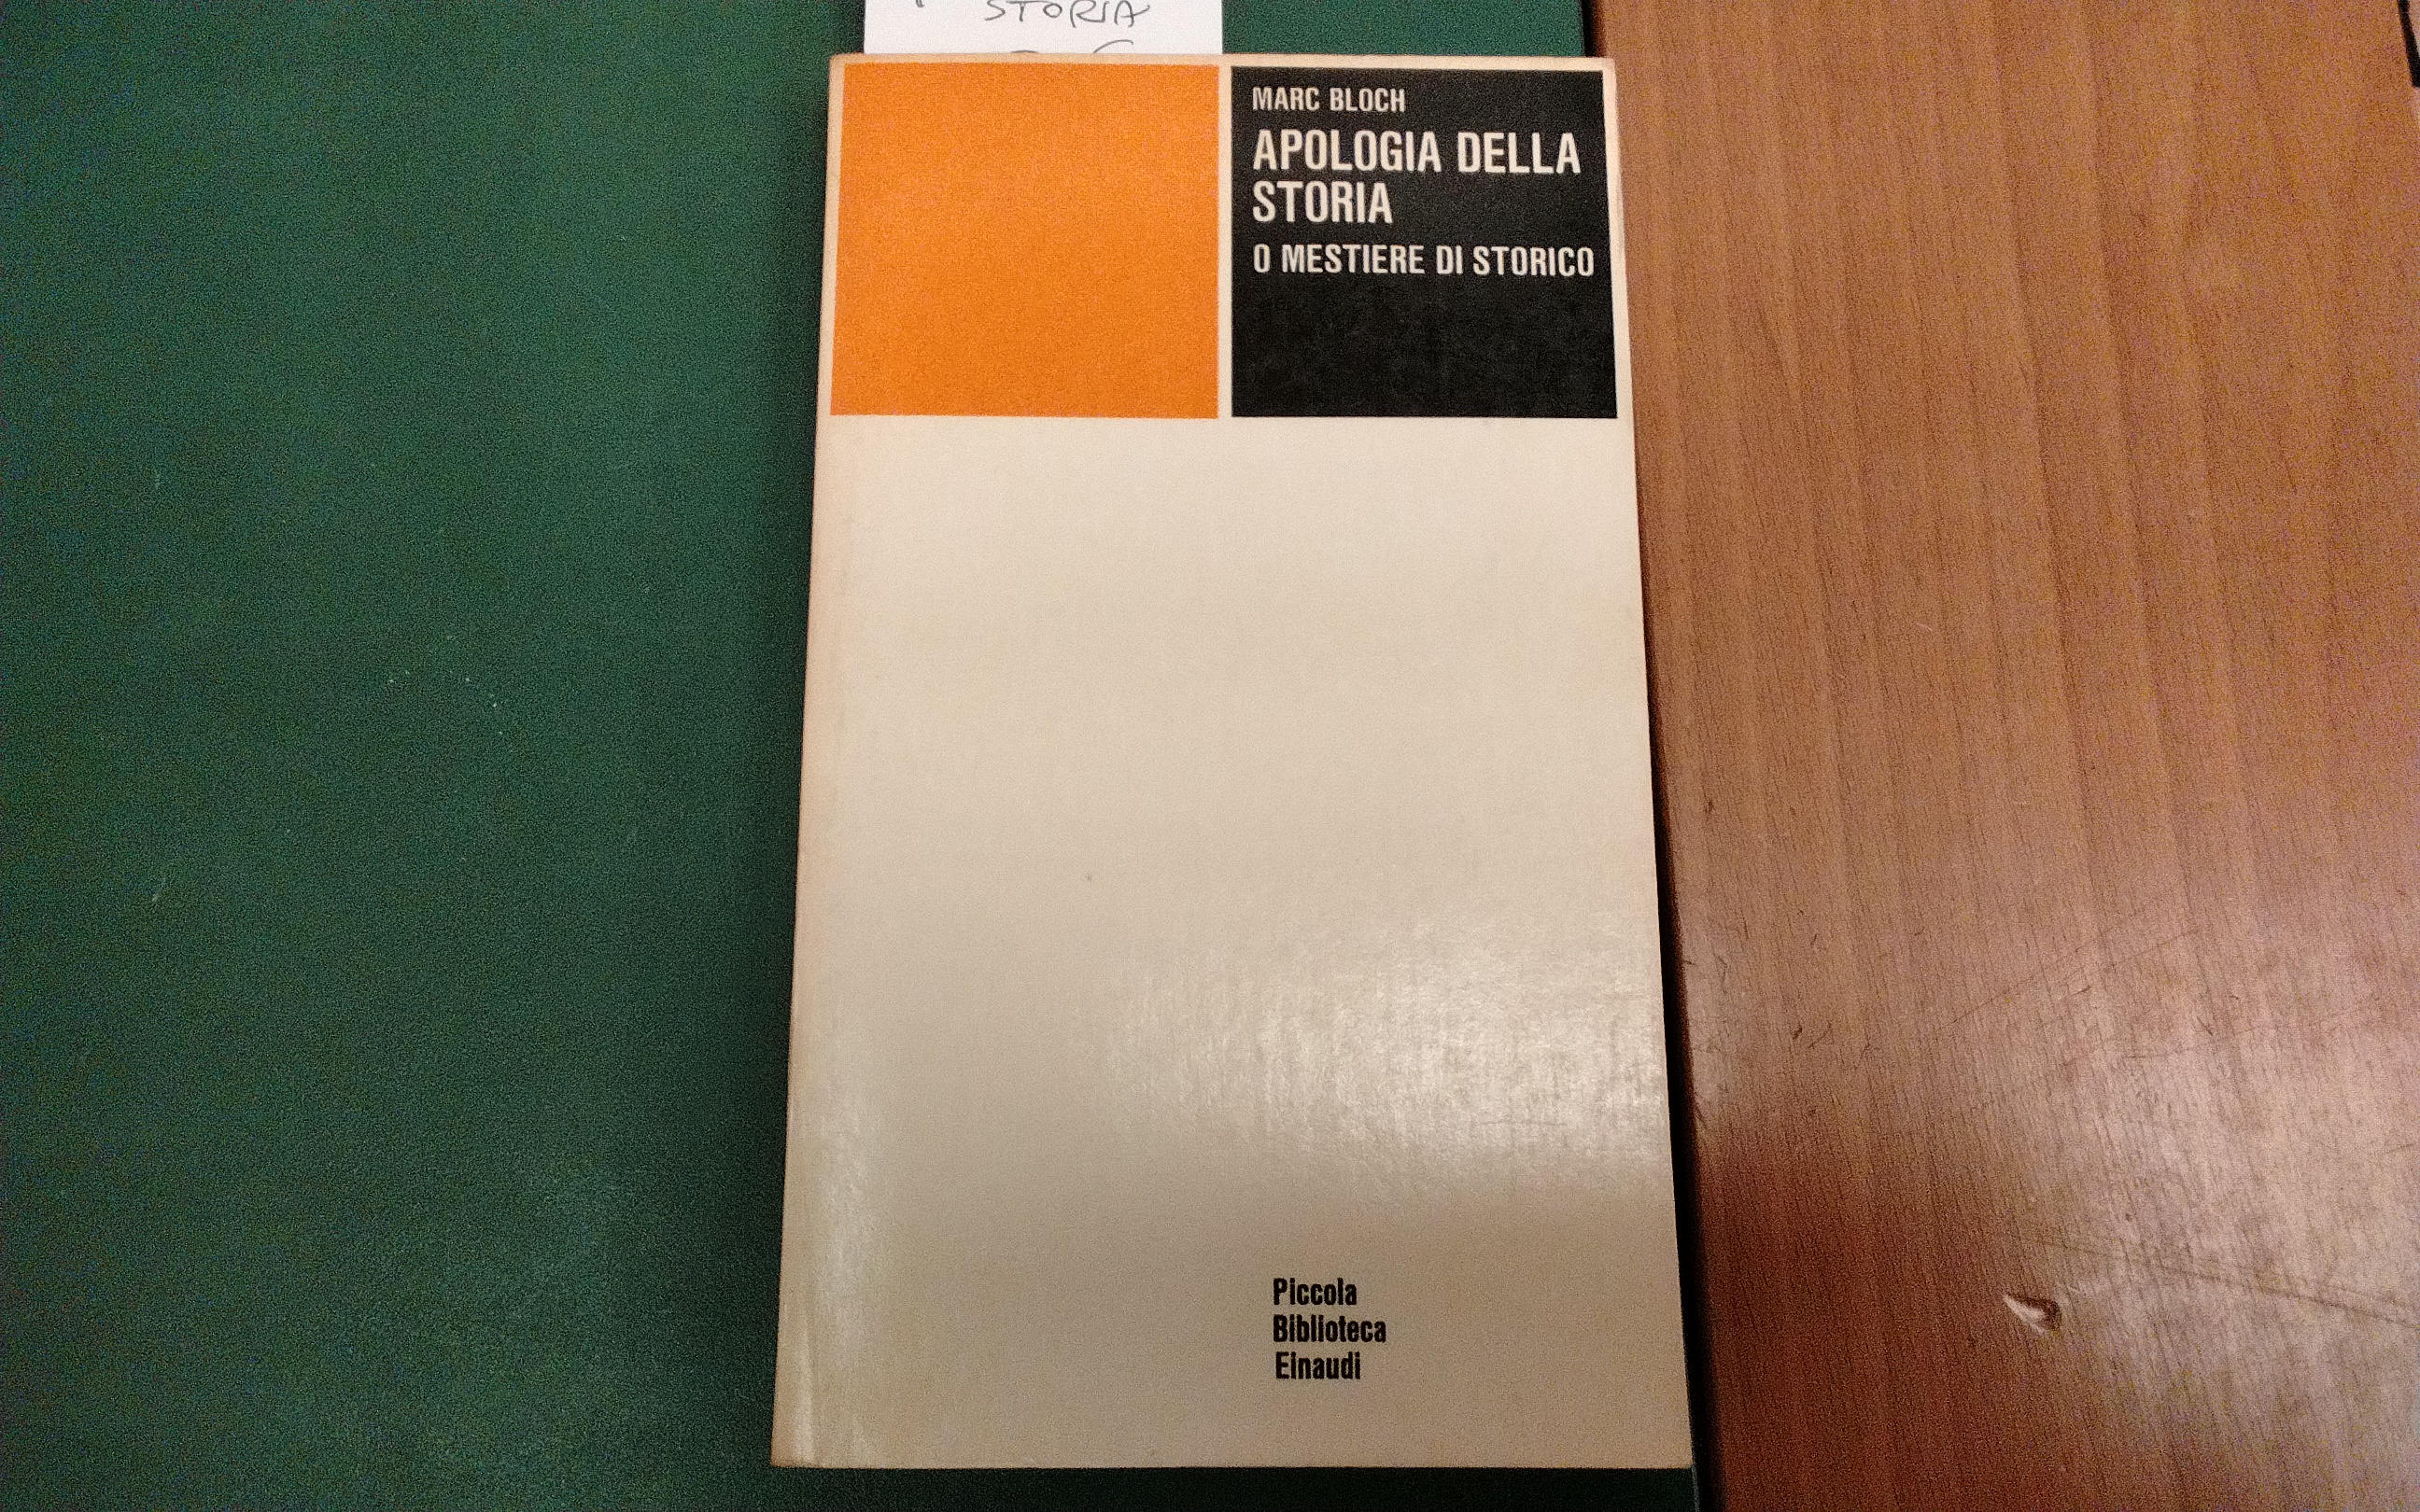 STORIA
MARC BLOCH
APOLOGIA DELLA
STORIA
O MESTIERE DI STORICO
Piccola
Biblioteca
Einaudi